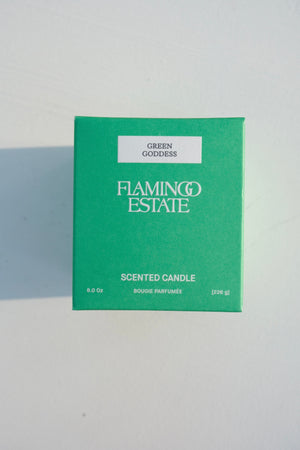 GREEN
GODDESS
FLAMINGO
ESTATE
SCENTED CANDLE
8.0 Oz BOUGIE PARFUMÉE [226 g]